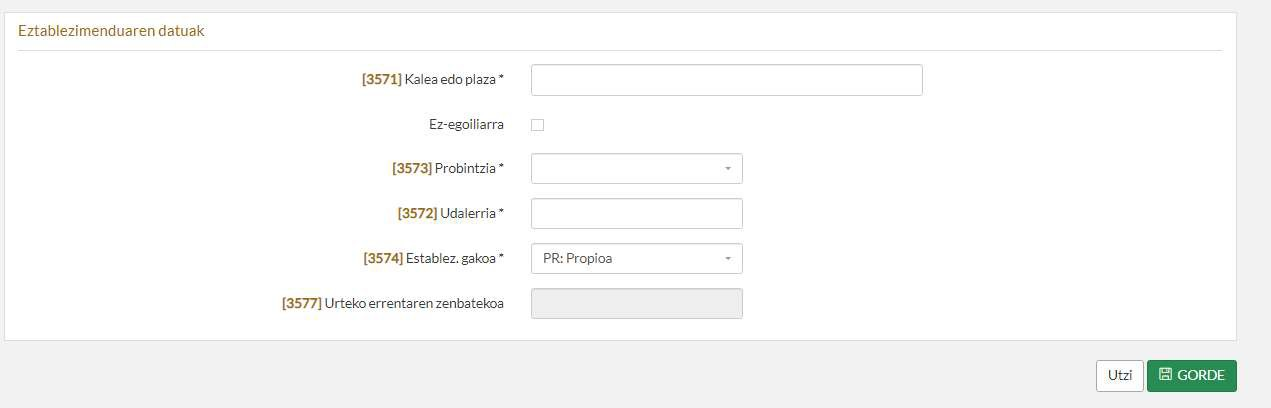 Eztablezimenduaren datuak
[3571] Kalea edo plaza *
Ez-egoiliarra
[3573] Probintzia *
[3572] Udalerria *
[3574] Establez. gakoa * PR: Propioa
[3577] Urteko errentaren zenbatekoa
Utzi GORDE